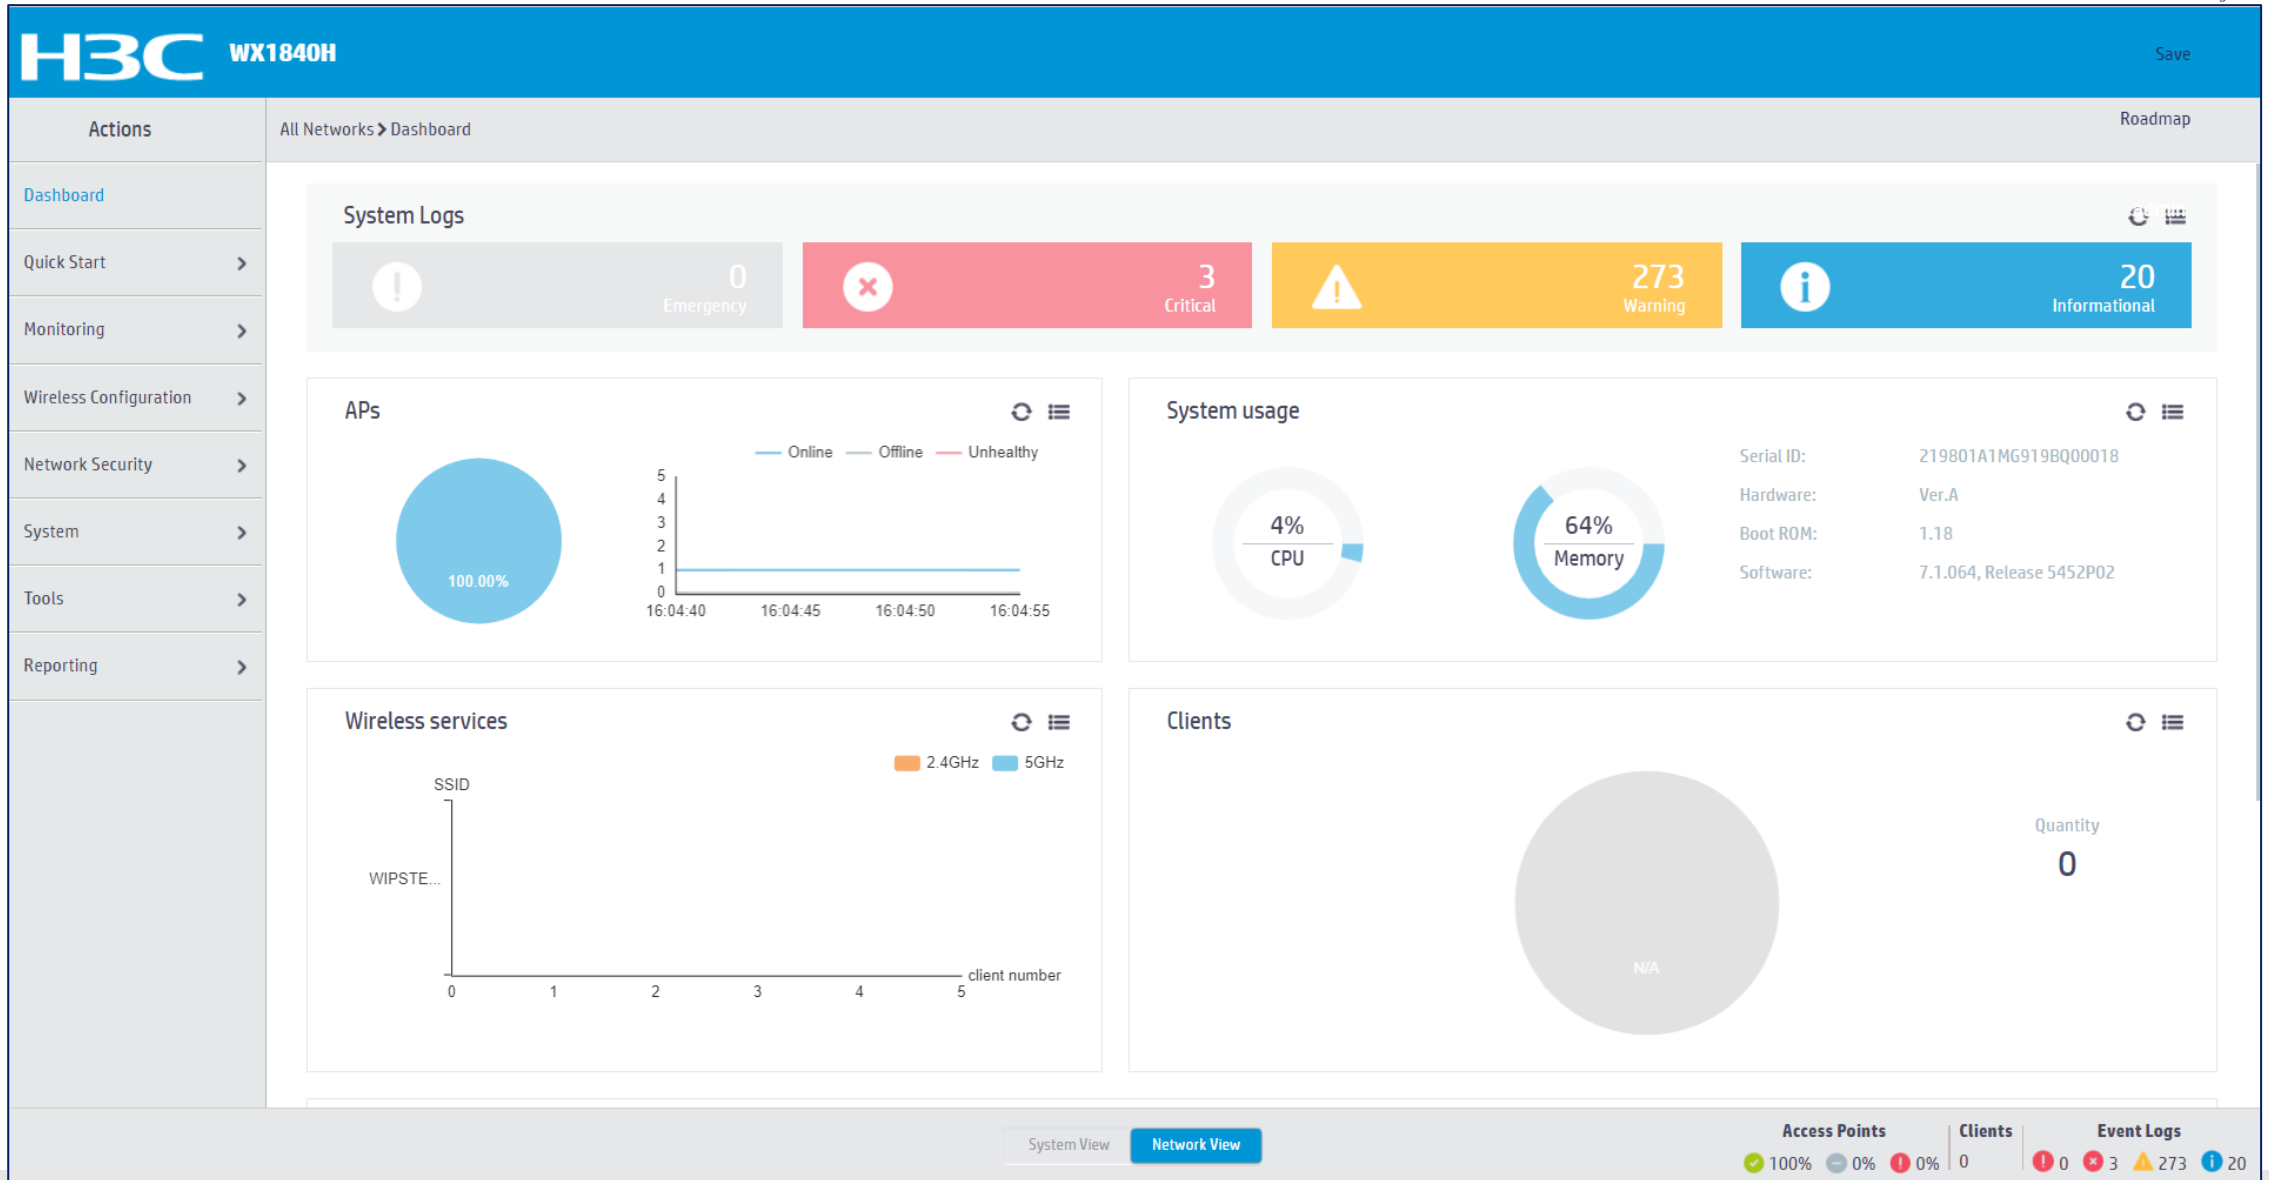 H3C WX1840H
Save
Actions
All Networks > Dashboard
Roadmap
Dashboard
Quick Start
Monitoring
Wireless Configuration
Network Security
System
Tools
Reporting
System Logs
0
Emergency
3
Critical
273
Warning
20
Informational
APs
Online Offline Unhealthy
100.00%
5
4
3
2
1
0
16:04:40 16:04:45 16:04:50 16:04:55
System usage
4%
CPU
64%
Memory
Serial ID: 219801A1MG919BQ00018
Hardware: Ver.A
Boot ROM: 1.18
Software: 7.1.064, Release 5452P02
Wireless services
2.4GHz 5GHz
SSID
WIPSTE...
client number
0 1 2 3 4 5
Clients
N/A
Quantity
0
System View Network View
Access Points Clients Event Logs
100% 0% 0% 0 0 3 273 20